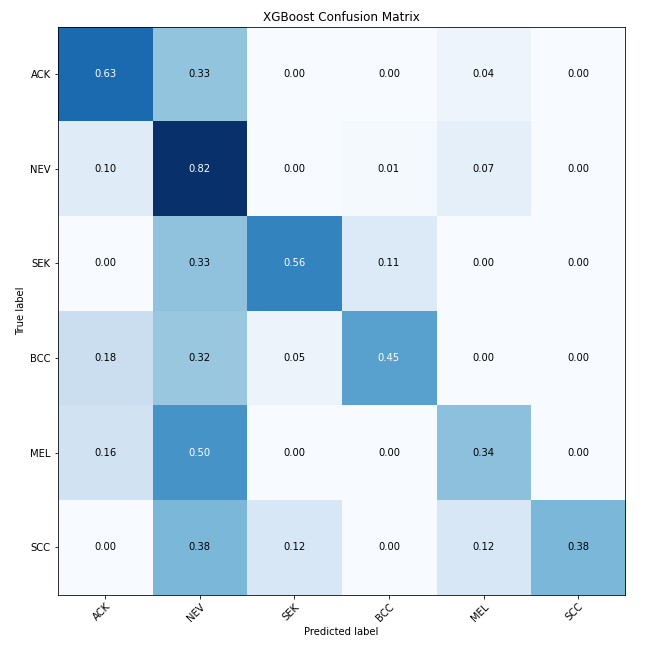 XGBoost Confusion Matrix
ACK 0.63 0.33 0.00 0.00 0.04 0.00
NEV 0.10 0.82 0.00 0.01 0.07 0.00
SEK 0.00 0.33 0.56 0.11 0.00 0.00
BCC 0.18 0.32 0.05 0.45 0.00 0.00
MEL 0.16 0.50 0.00 0.00 0.34 0.00
SCC 0.00 0.38 0.12 0.00 0.12 0.38
True label
ACK NEV SEK BCC MEL SCC
Predicted label